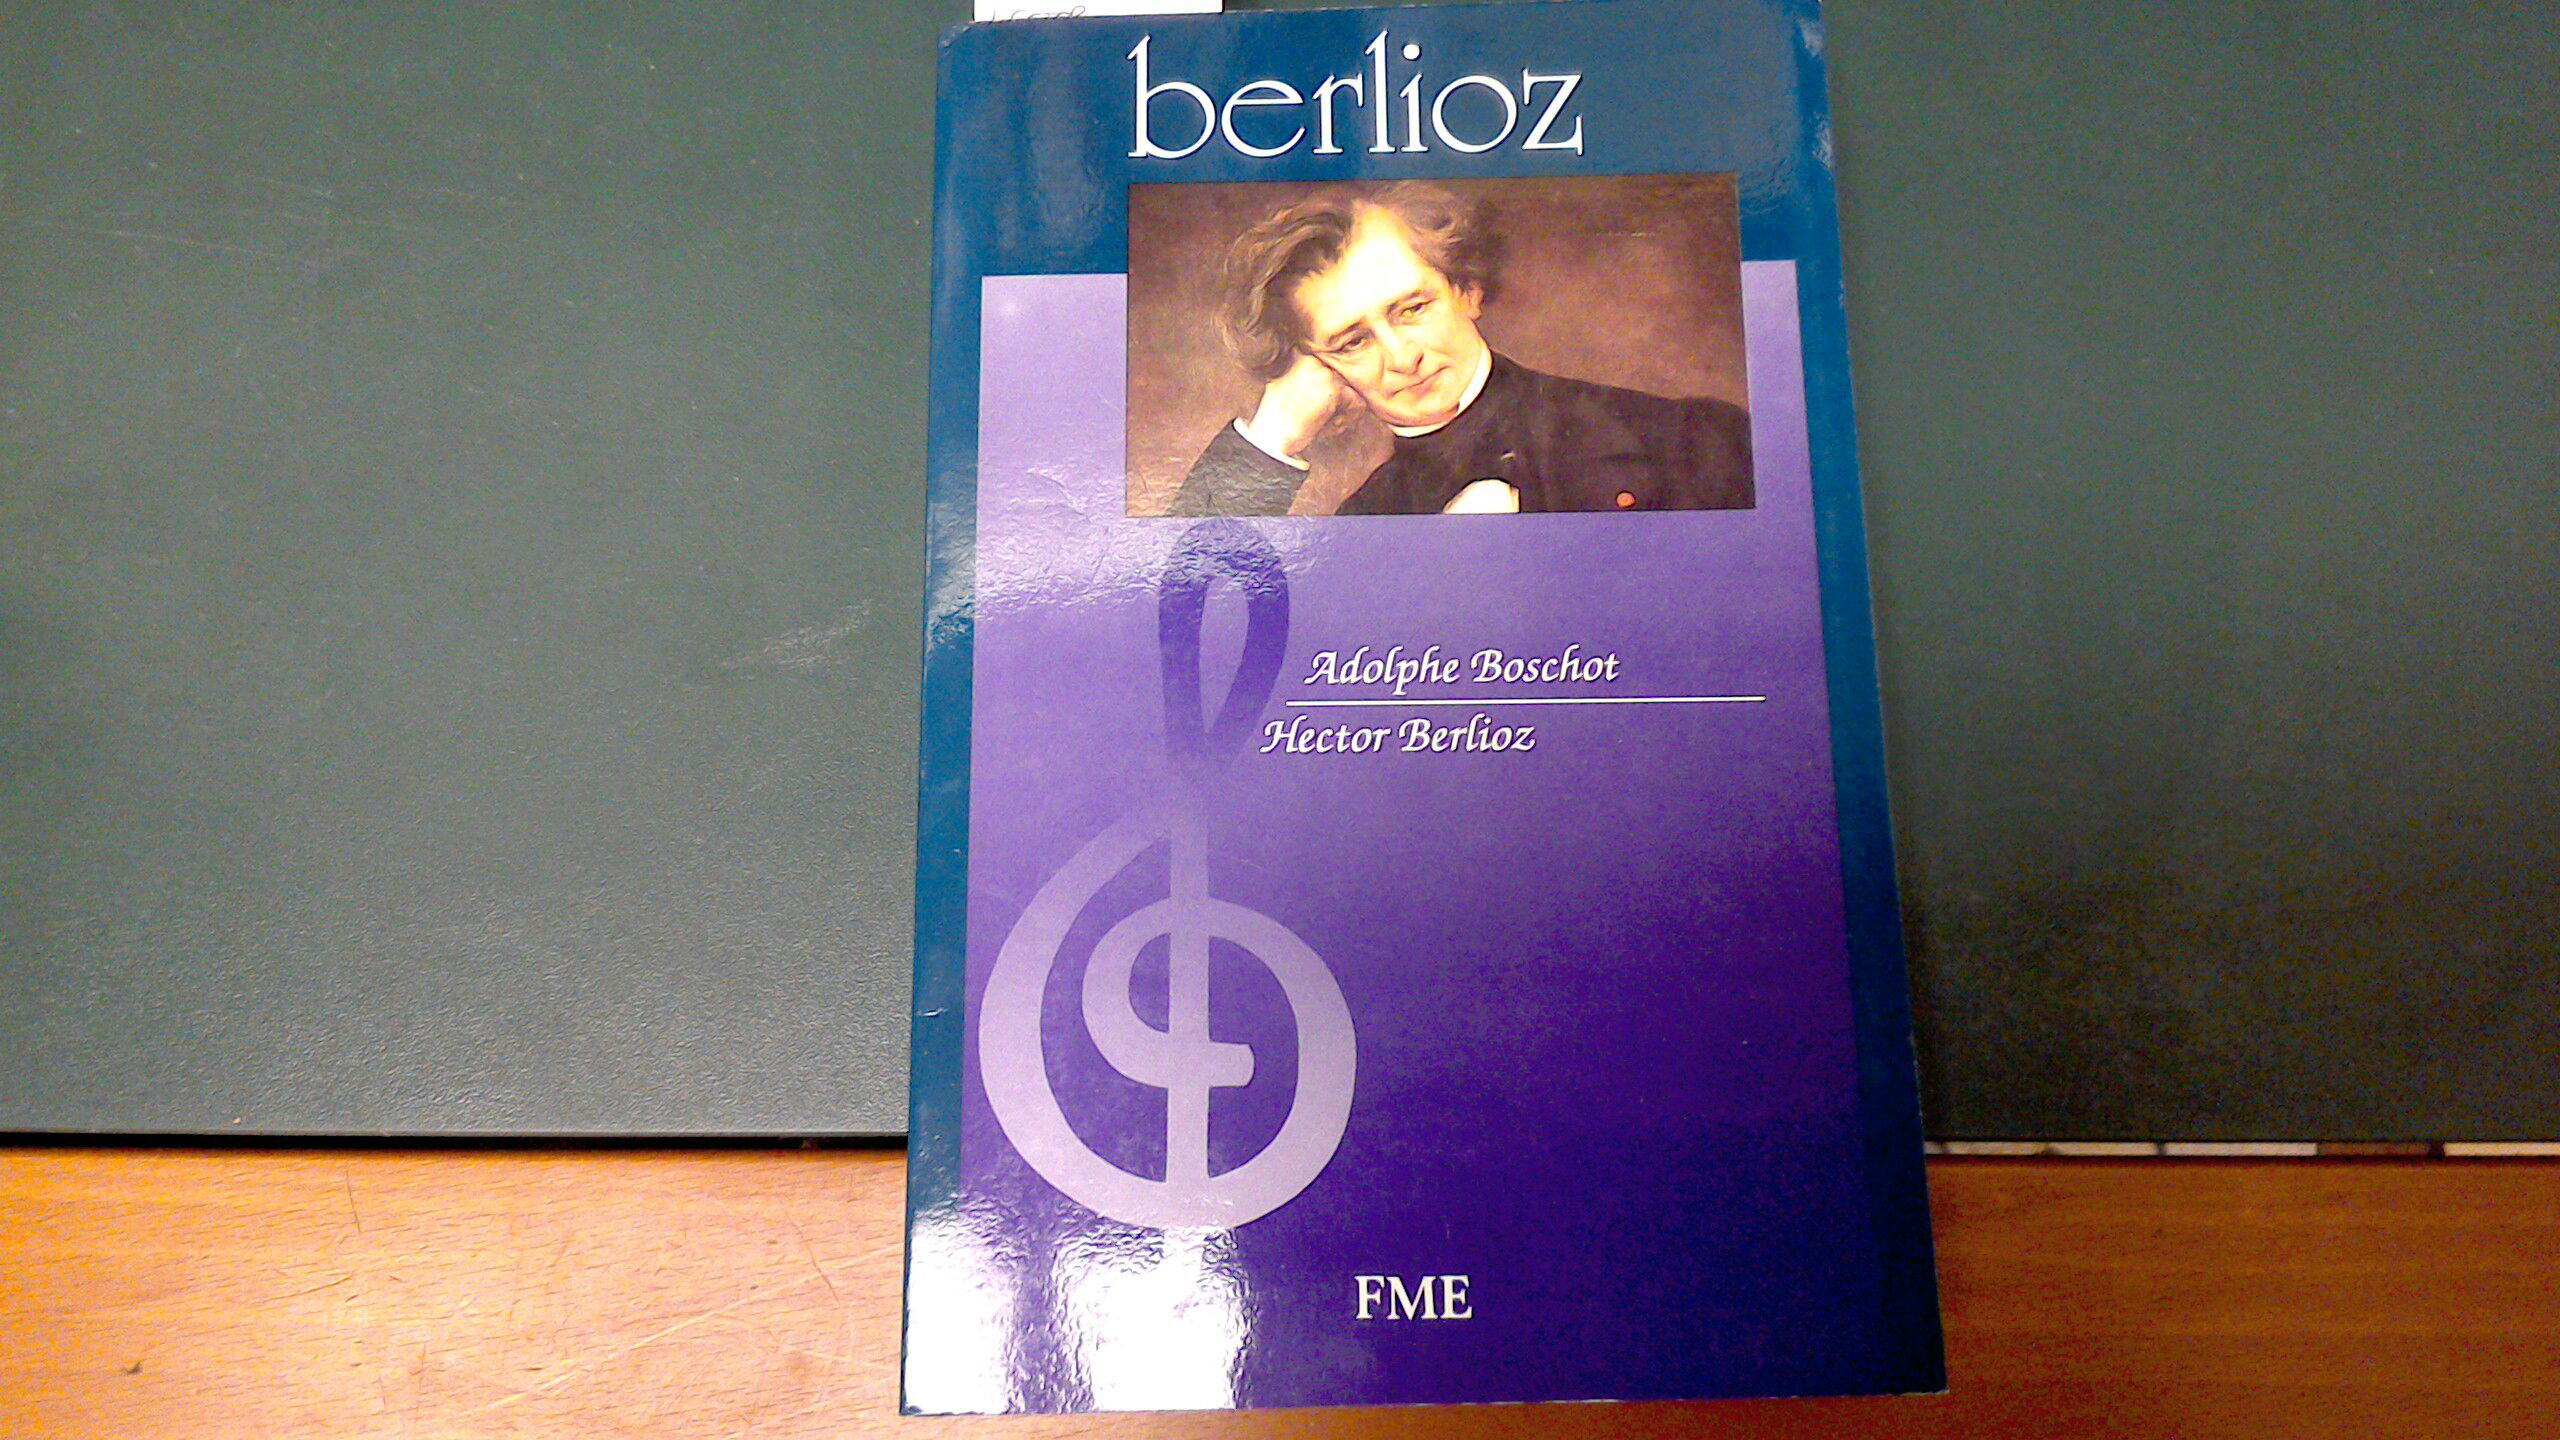 berlioz
Adolphe Boschot
Hector Berlioz
FME